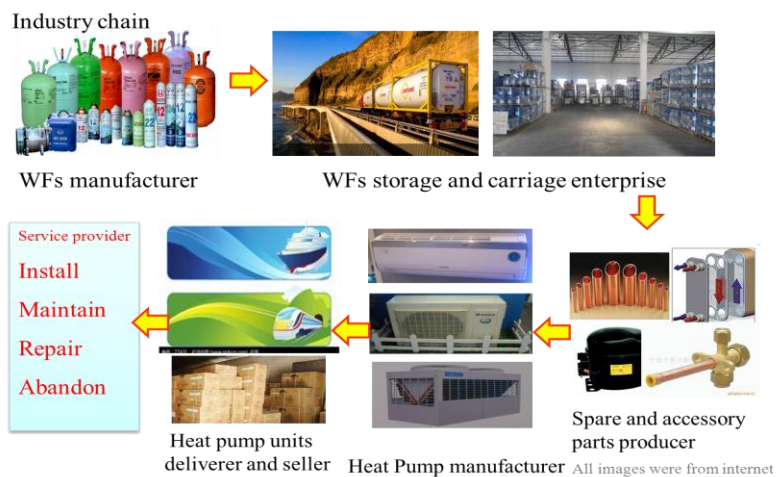 Industry chain
WFs manufacturer
WFs storage and carriage enterprise
Service provider
Install
Maintain
Repair
Abandon
Heat pump units
deliverer and seller
Heat Pump manufacturer
Spare and accessory
parts producer
All images were from internet